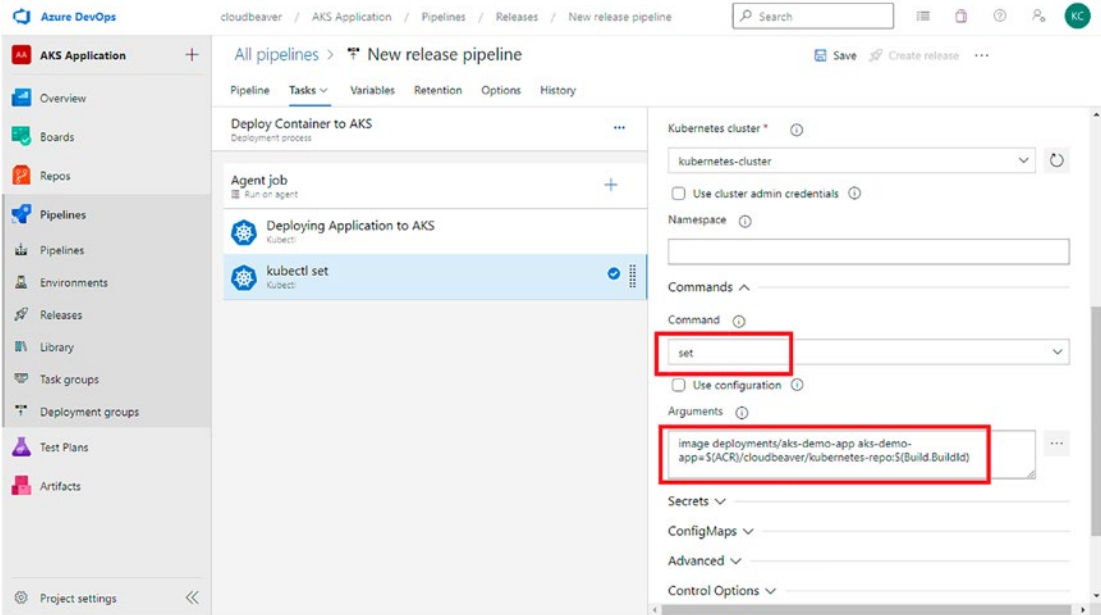 Azure DevOps
cloudbeaver / AKS Application / Pipelines / Releases / New release pipeline
Search
KC
AA AKS Application
All pipelines > New release pipeline
Save Create release
Overview
Boards
Repos
Pipelines
Pipelines
Environments
Releases
Library
Task groups
Deployment groups
Test Plans
Artifacts
Project settings
Pipeline Tasks Variables Retention Options History
Deploy Container to AKS
Deployment process
Agent job
Run on agent
Deploying Application to AKS
Kubectl
kubectl set
Kubectl
Kubernetes cluster *
kubernetes-cluster
Use cluster admin credentials
Namespace
Commands
Command
set
Use configuration
Arguments
image deployments/aks-demo-app aks-demo-
app=$(ACR)/cloudbeaver/kubernetes-repo:$(Build.BuildId)
Secrets
ConfigMaps
Advanced
Control Options